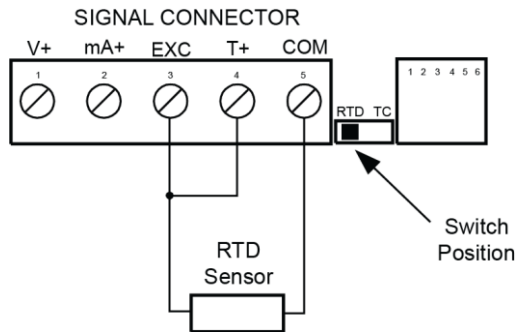 SIGNAL CONNECTOR
V+ mA+ EXC T+ COM
1 2 3 4 5
1 2 3 4 5 6
RTD TC
Switch
Position
RTD
Sensor